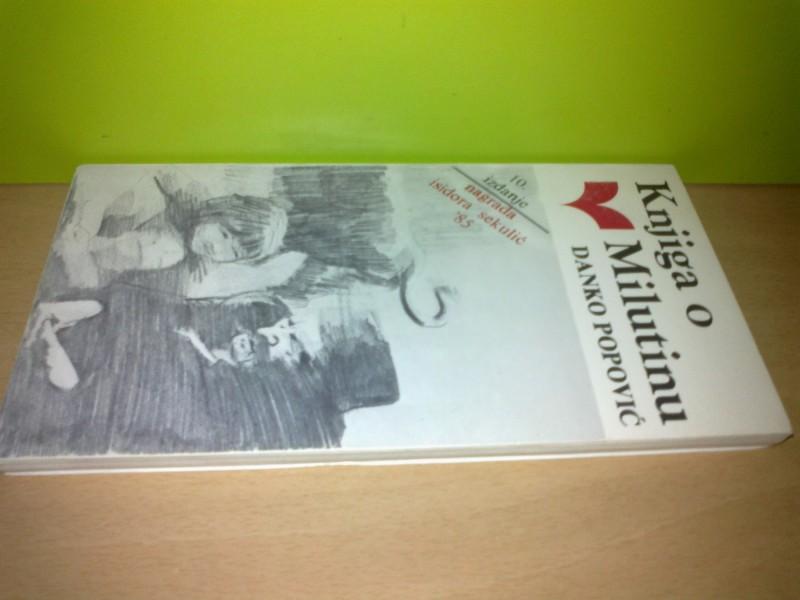 Knjiga o
Milutinu
DANKO POPOVIĆ
10.
izdanje
nagrada
isidora sekulić
'85